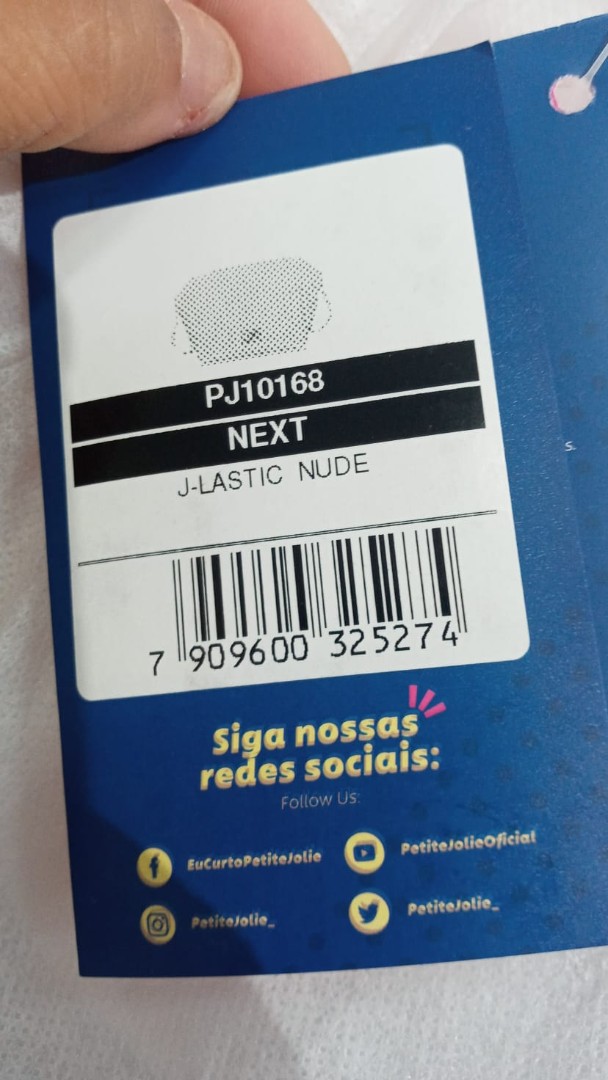 PJ10168
NEXT
J-LASTIC NUDE
7 909600 325274
Siga nossas
redes sociais:
Follow Us:
EuCurtoPetiteJolie
PetiteJolieOficial
PetiteJolie_
PetiteJolie_
s.